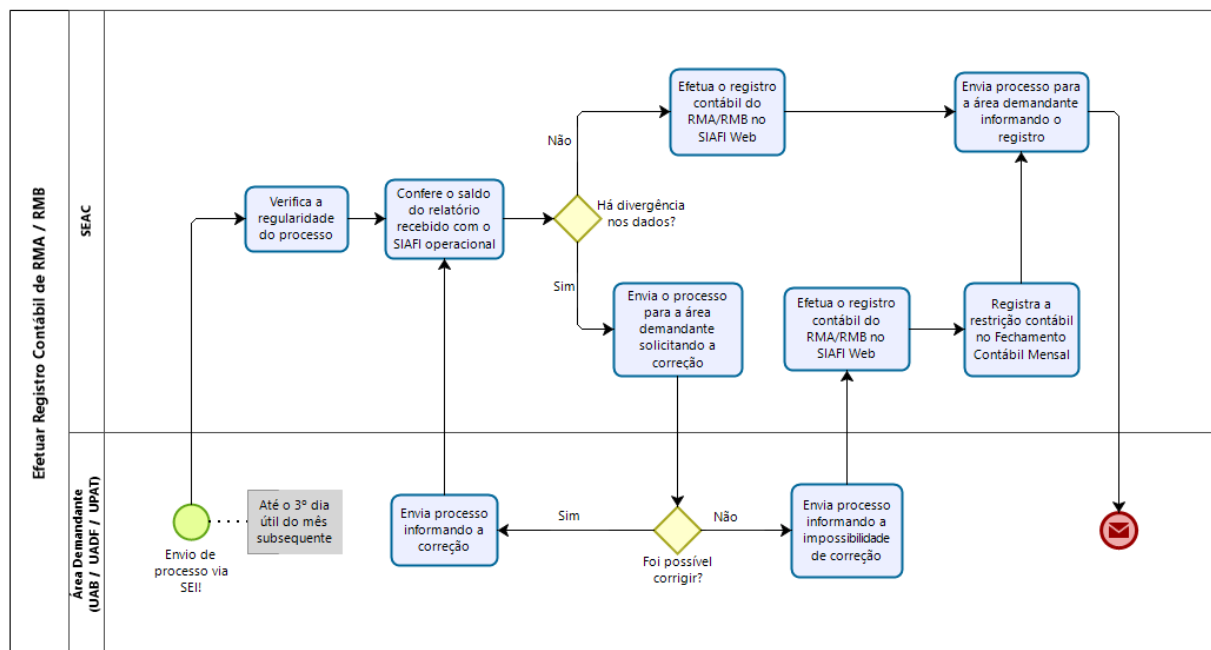 Efetuar Registro Contábil de RMA / RMB
SEAC
Efetua o registro
contábil do
RMA/RMB no
SIAFI Web
Envia processo para
a área demandante
informando o
registro
Não
Verifica a
regularidade
do processo
Confere o saldo
do relatório
recebido com o
SIAFI operacional
Há divergência
nos dados?
Sim
Envia o processo
para a área
demandante
solicitando a
correção
Efetua o registro
contábil do
RMA/RMB no
SIAFI Web
Registra a
restrição contábil
no Fechamento
Contábil Mensal
Área Demandante
(UAB / UADF / UPAT)
Até o 3º dia
útil do mês
subsequente
Envio de
processo via
SEI!
Envia processo
informando a
correção
Sim
Foi possível
corrigir?
Não
Envia processo
informando a
impossibilidade
de correção